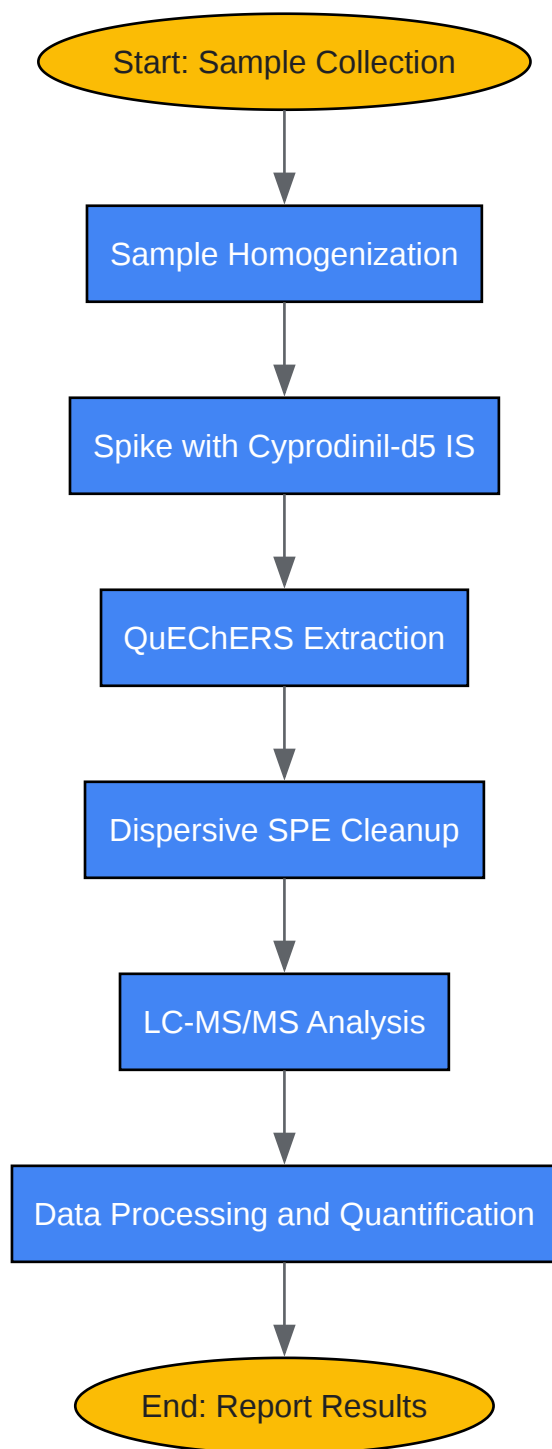 Start: Sample Collection
Sample Homogenization
Spike with Cyprodinil-d5 IS
QuEChERS Extraction
Dispersive SPE Cleanup
LC-MS/MS Analysis
Data Processing and Quantification
End: Report Results